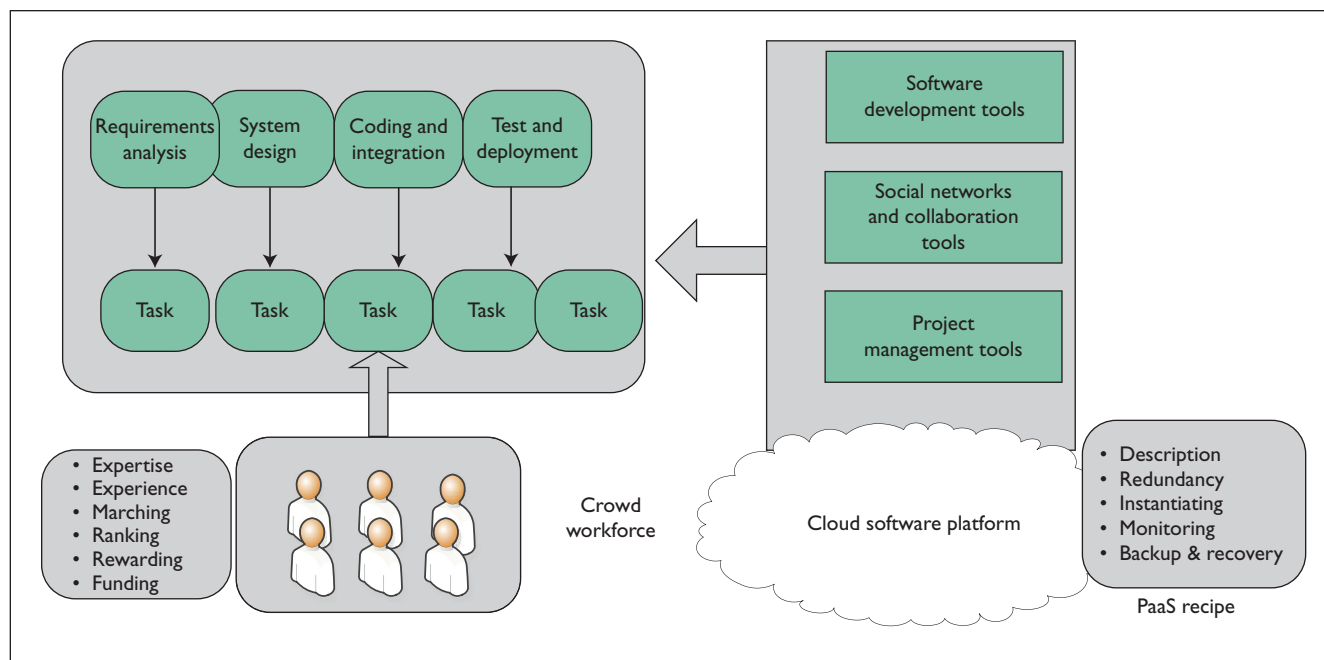 Requirements
analysis
System
design
Coding and
integration
Test and
deployment
Task
Task
Task
Task
Task
Software
development tools
Social networks
and collaboration
tools
Project
management tools
• Expertise
• Experience
• Marching
• Ranking
• Rewarding
• Funding
Crowd
workforce
Cloud software platform
• Description
• Redundancy
• Instantiating
• Monitoring
• Backup & recovery
PaaS recipe